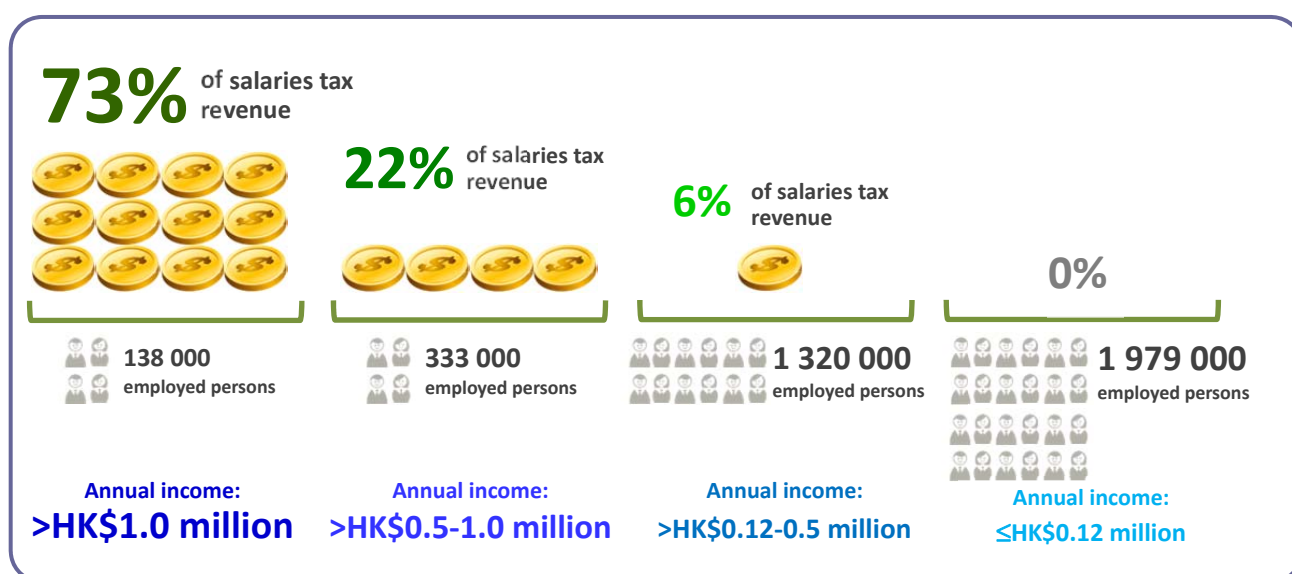 73%
of salaries tax
revenue
22%
of salaries tax
revenue
6%
of salaries tax
revenue
0%
138 000
employed persons
333 000
employed persons
1 320 000
employed persons
1 979 000
employed persons
Annual income:
>HK$1.0 million
Annual income:
>HK$0.5-1.0 million
Annual income:
>HK$0.12-0.5 million
Annual income:
≤HK$0.12 million